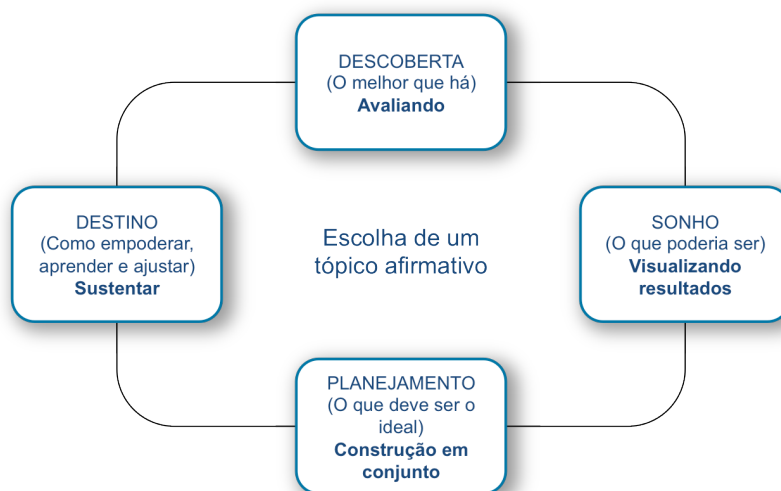 DESCOBERTA
(O melhor que há)
Avaliando
DESTINO
(Como empoderar,
aprender e ajustar)
Sustentar
Escolha de um
tópico afirmativo
SONHO
(O que poderia ser)
Visualizando
resultados
PLANEJAMENTO
(O que deve ser o
ideal)
Construção em
conjunto